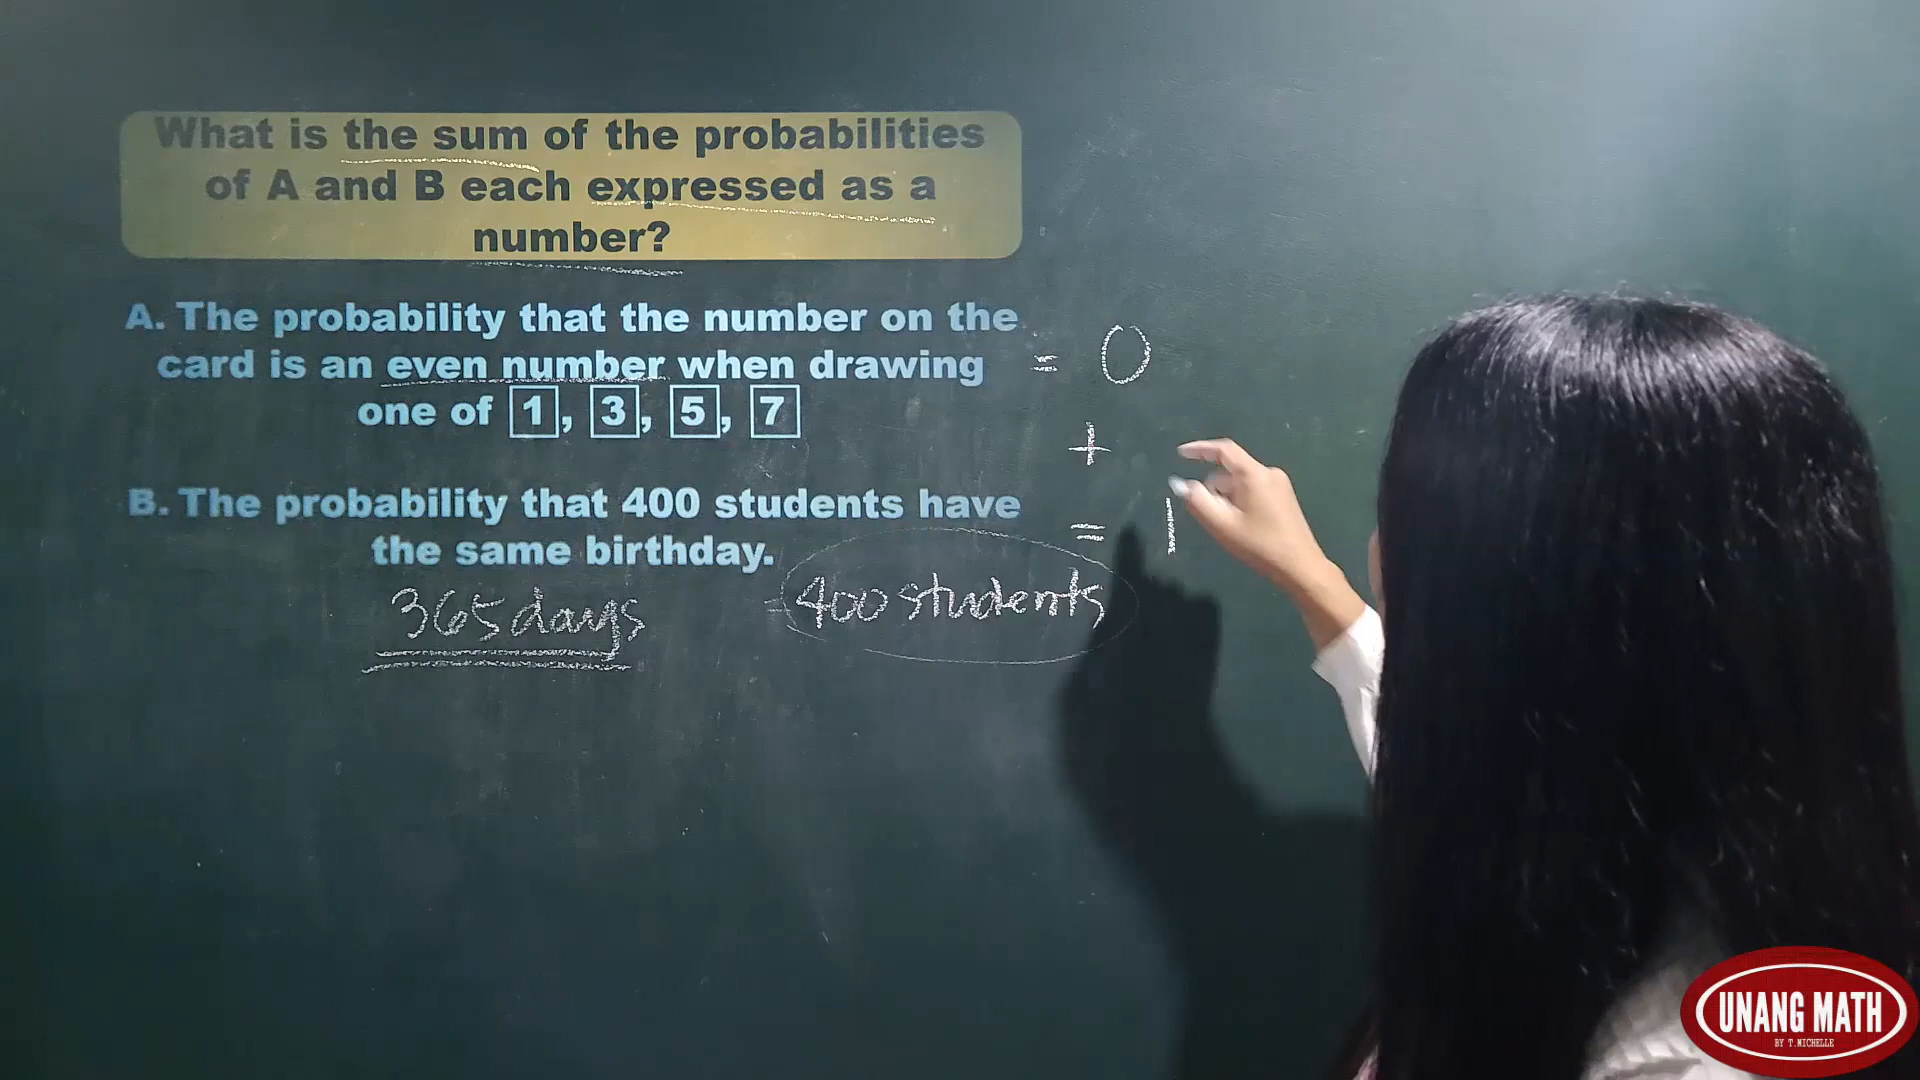 What is the sum of the probabilities
of A and B each expressed as a
number?
A. The probability that the number on the
card is an even number when drawing
one of 1, 3, 5, 7
= 0
+
B. The probability that 400 students have
the same birthday.
= 1
365 days
= 400 students
UNANG MATH
BY T.MICHELLE